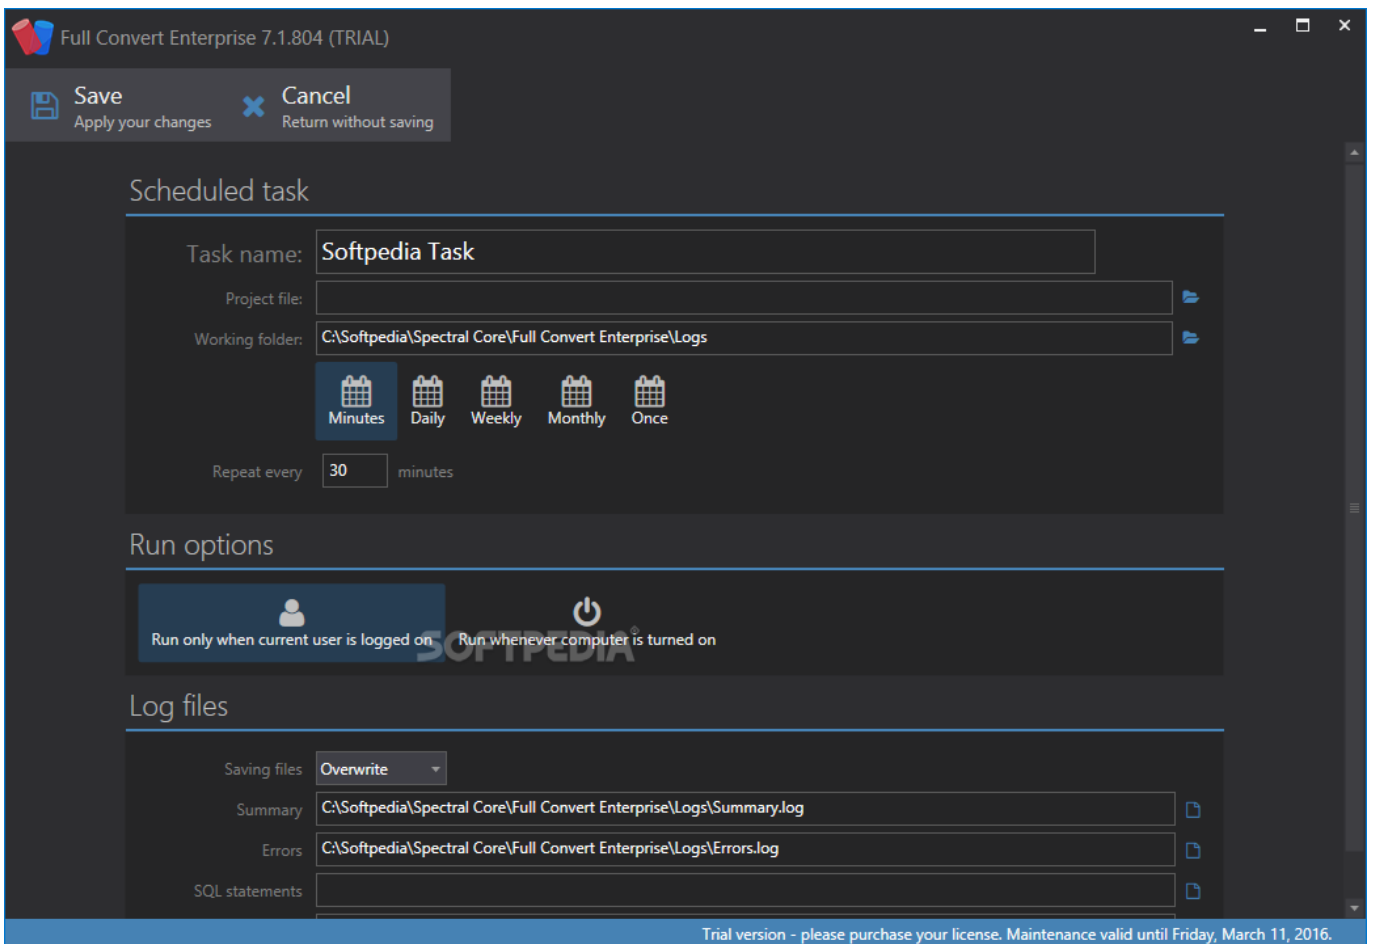 Full Convert Enterprise 7.1.804 (TRIAL)
Save
Apply your changes
Cancel
Return without saving
Scheduled task
Task name: Softpedia Task
Project file:
Working folder: C:\Softpedia\Spectral Core\Full Convert Enterprise\Logs
Minutes Daily Weekly Monthly Once
Repeat every 30 minutes
Run options
Run only when current user is logged on Run whenever computer is turned on
SOFTPEDIA®
Log files
Saving files Overwrite
Summary C:\Softpedia\Spectral Core\Full Convert Enterprise\Logs\Summary.log
Errors C:\Softpedia\Spectral Core\Full Convert Enterprise\Logs\Errors.log
SQL statements
Trial version - please purchase your license. Maintenance valid until Friday, March 11, 2016.